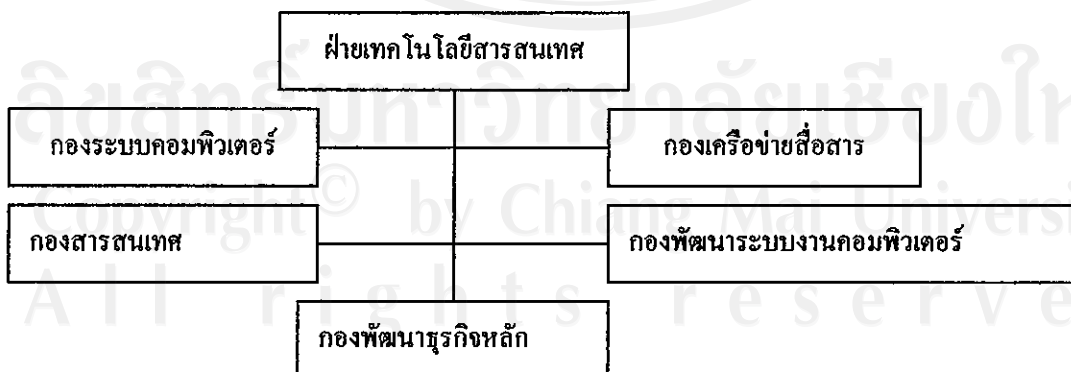 ฝ่ายเทคโนโลยีสารสนเทศ
ลิขสิทธิ์มหาวิทยาลัยเชียงให
กองระบบคอมพิวเตอร์
กองเครือข่ายสื่อสาร
Copyright© by Chiang Mai Universi
กองสารสนเทศ
กองพัฒนาระบบงานคอมพิวเตอร์
All rights reserve
กองพัฒนาธุรกิจหลัก